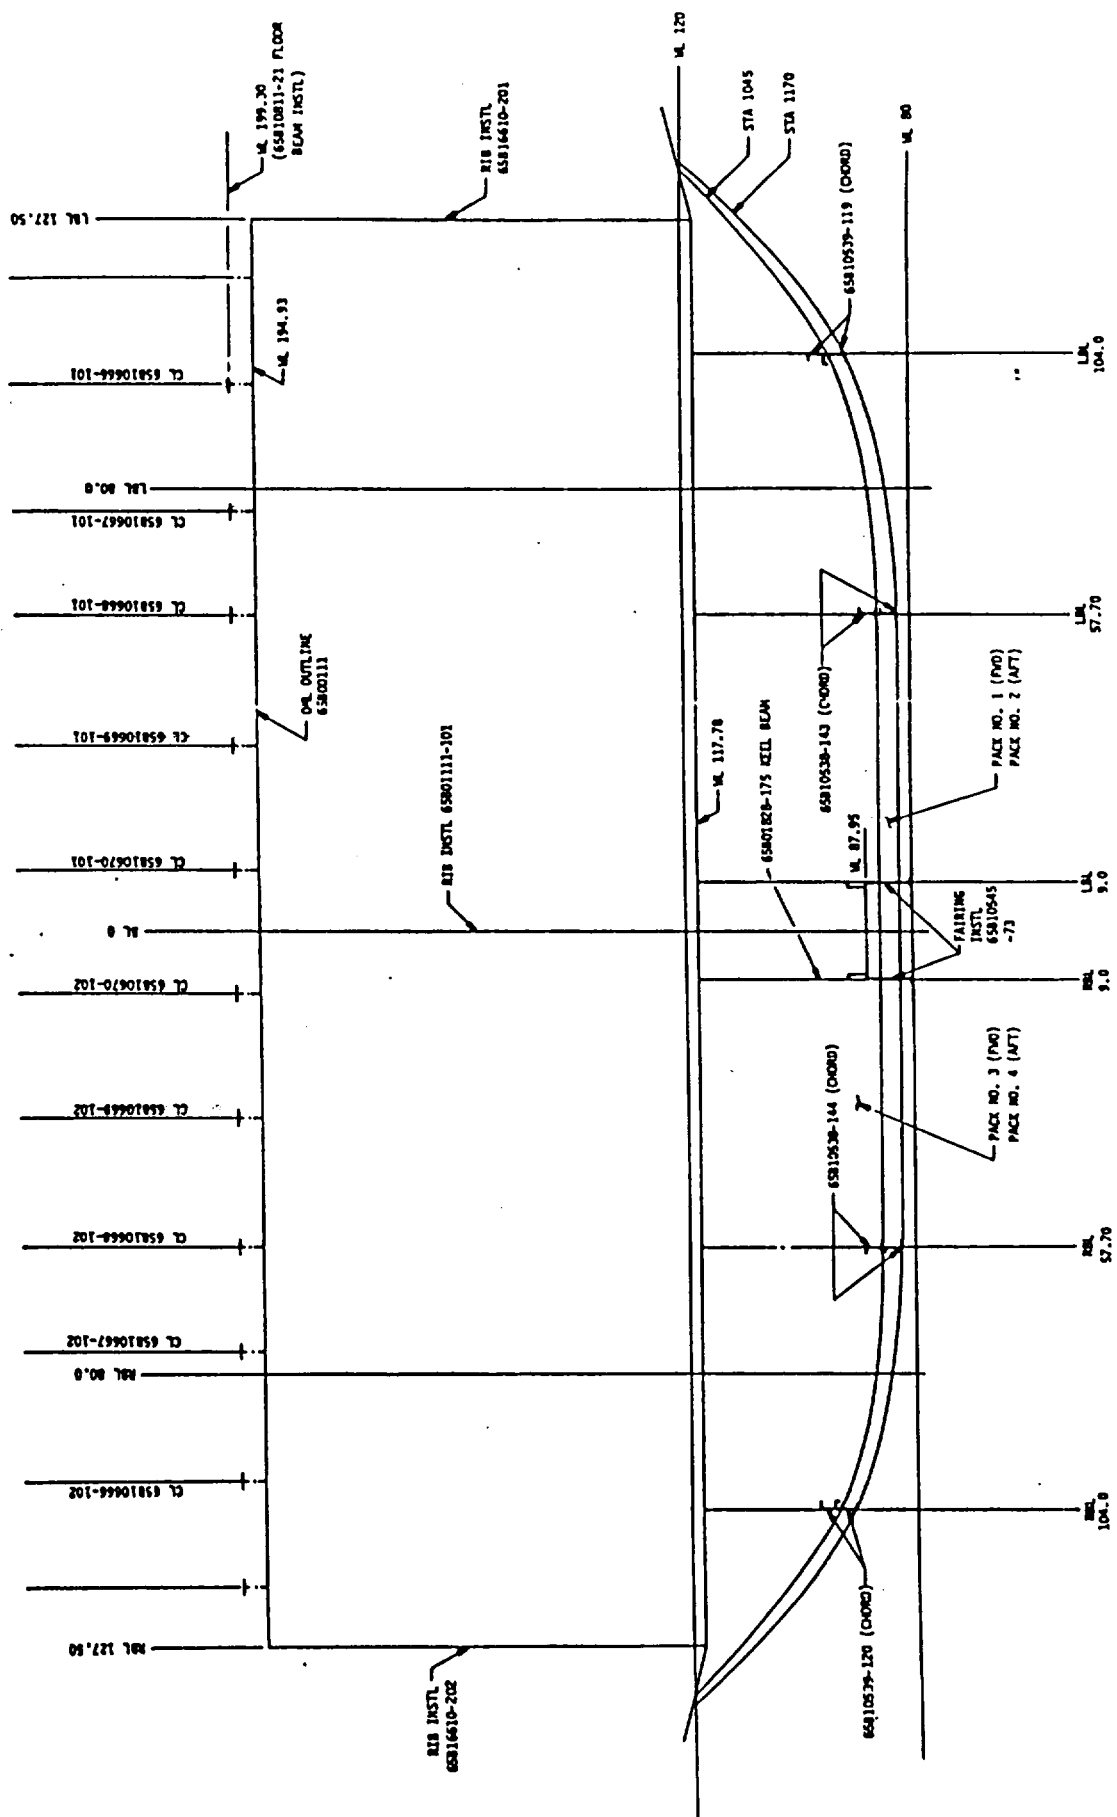 WL 199.30
(65B10811-21 FLOOR
BEAM INSTL)
LBL 127.50
RIB INSTL
65B16610-201
WL 120
STA 1045
STA 1170
WL 194.93
CL 65B10666-101
65B10539-119 (CHORD)
WL 80
LBL
104.0
LBL 80.0
CL 65B10667-101
CL 65B10668-101
65B10538-143 (CHORD)
LBL
57.70
OML OUTLINE
65B00111
CL 65B10669-101
WL 117.78
65B01828-175 KEEL BEAM
PACK NO. 1 (FWD)
PACK NO. 2 (AFT)
RIB INSTL 65B01111-101
CL 65B10670-101
WL 87.95
LBL
9.0
BL 0
FAIRING
INSTL
65B10545
-73
CL 65B10670-102
RBL
9.0
CL 65B10669-102
65B10538-144 (CHORD)
PACK NO. 3 (FWD)
PACK NO. 4 (AFT)
CL 65B10668-102
RBL
57.70
CL 65B10667-102
RBL 80.0
CL 65B10666-102
RBL
104.0
65B10539-120 (CHORD)
RBL 127.50
RIB INSTL
65B16610-202